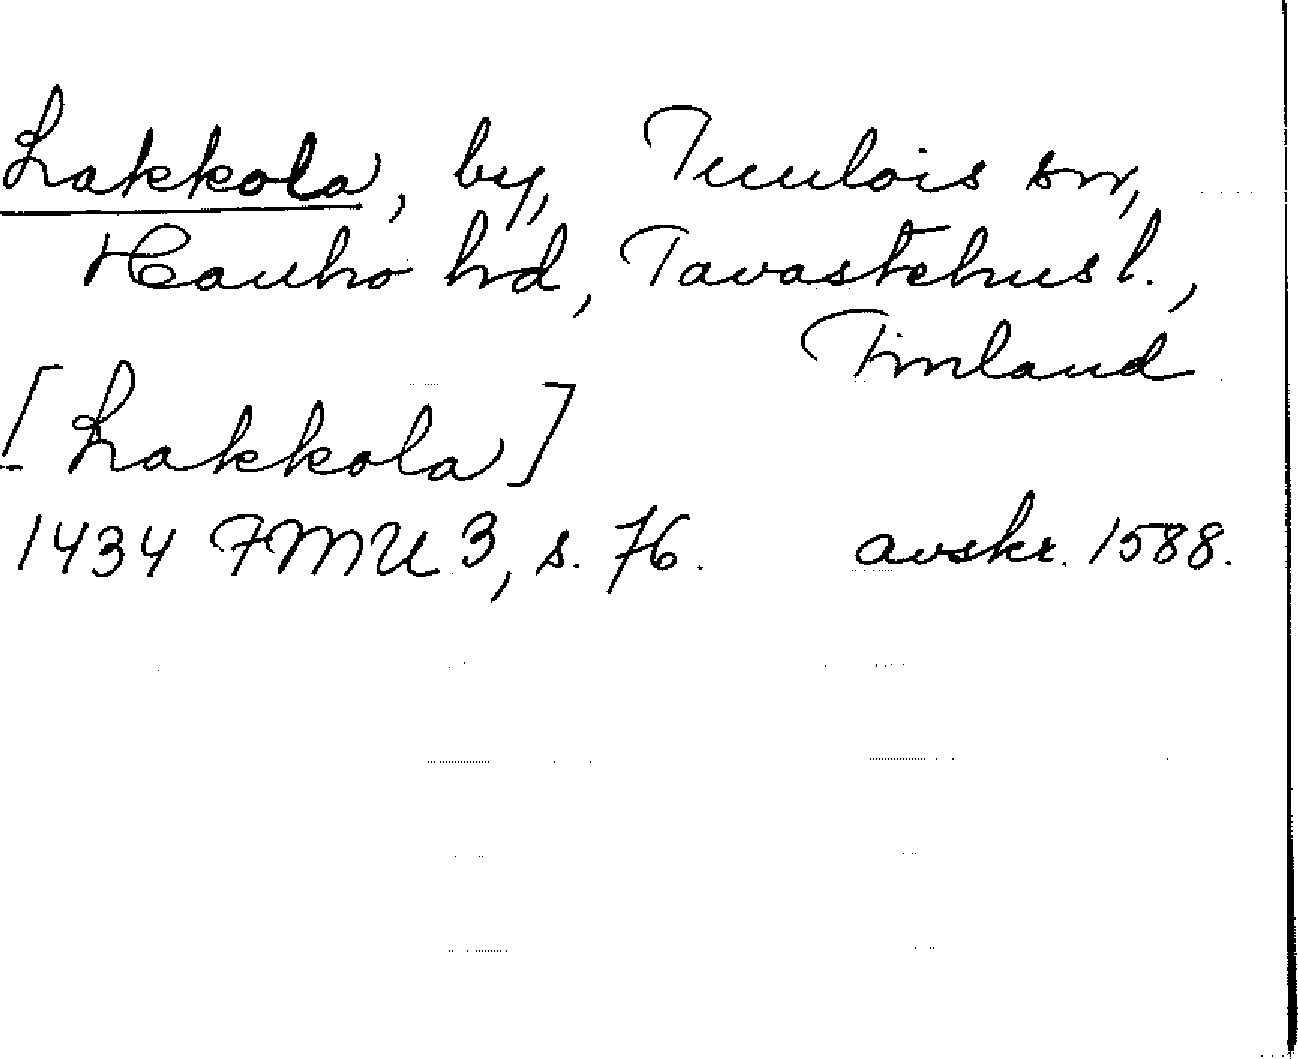 Lakkola, by, Tuulois sn,
Hauho hd, Tavastehus l.,
Finland
[Lakkola]
1434 FMU 3, s. 76. avskr. 1588.